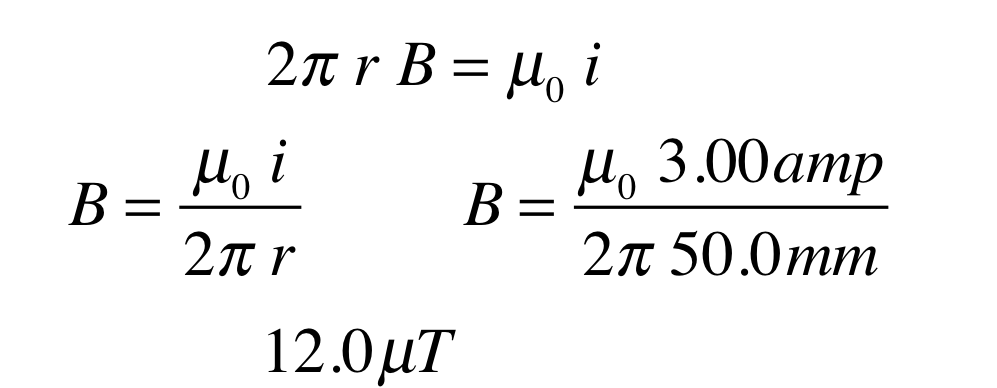 2π r B = μ₀ i
B = μ₀ i / 2π r    B = μ₀ 3.00amp / 2π 50.0mm
12.0μT